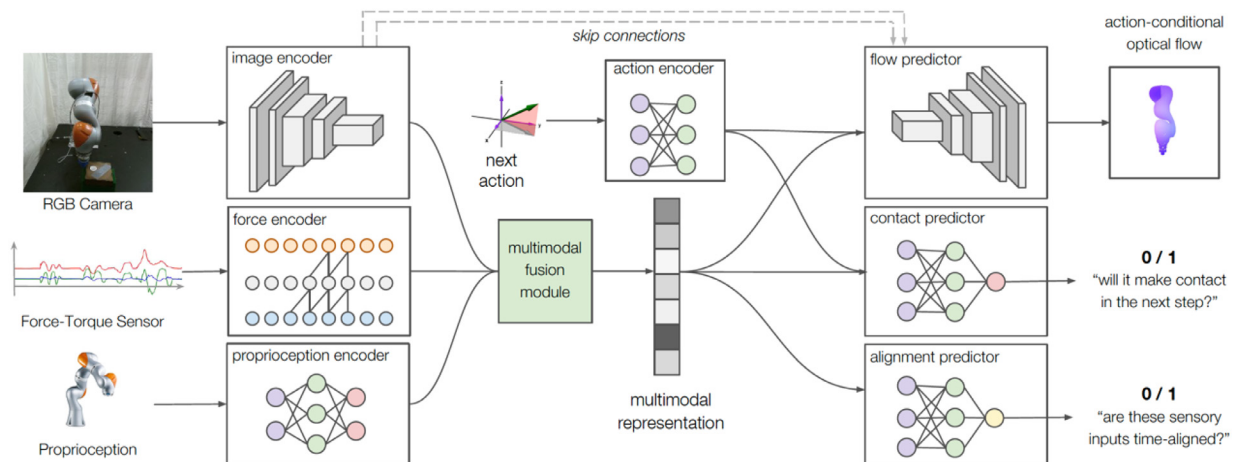 action-conditional
optical flow
skip connections
image encoder
action encoder
flow predictor
z
y
x
next
action
RGB Camera
force encoder
contact predictor
multimodal
fusion
module
0 / 1
“will it make contact
in the next step?”
Force-Torque Sensor
proprioception encoder
alignment predictor
multimodal
representation
0 / 1
“are these sensory
inputs time-aligned?”
Proprioception